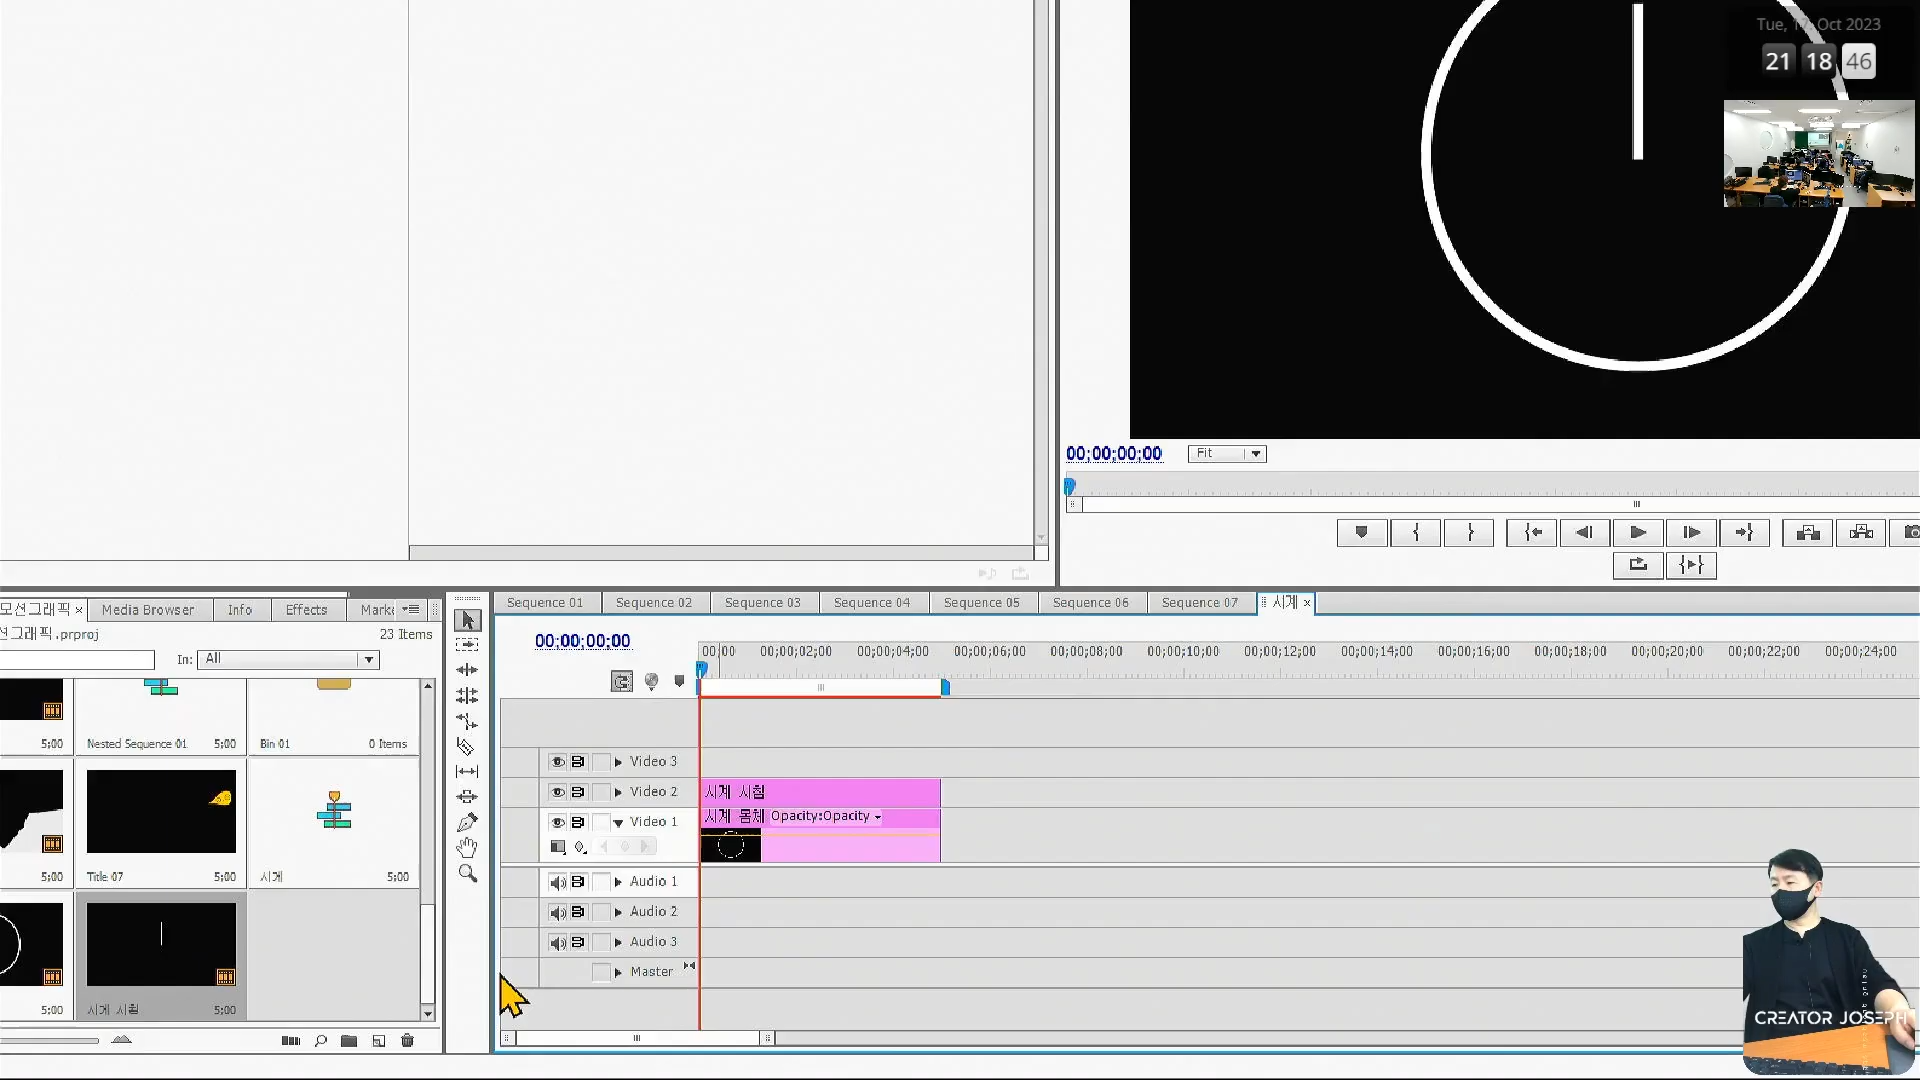 Tue, 17 Oct 2023
21 18 46
00;00;00;00
Fit
모션그래픽
Media Browser
Info
Effects
Mark
션그래픽.prproj
23 Items
In:
All
5;00
Nested Sequence 01
5;00
Bin 01
0 Items
5;00
Title 07
5;00
시계
5;00
5;00
시계 시침
5;00
Sequence 01
Sequence 02
Sequence 03
Sequence 04
Sequence 05
Sequence 06
Sequence 07
시계
00;00;00;00
00;00
00;00;02;00
00;00;04;00
00;00;06;00
00;00;08;00
00;00;10;00
00;00;12;00
00;00;14;00
00;00;16;00
00;00;18;00
00;00;20;00
00;00;22;00
00;00;24;00
Video 3
Video 2
시계 시침
Video 1
시계 몸체 Opacity:Opacity
Audio 1
Audio 2
Audio 3
Master
CREATOR JOSEPH